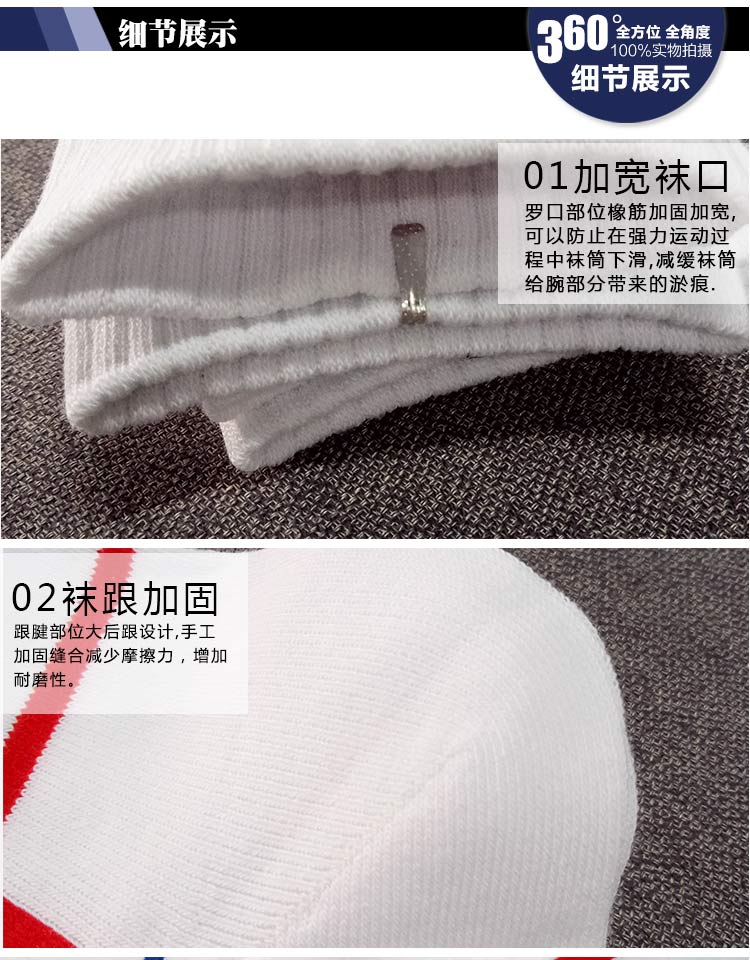 细节展示
360°全方位 全角度
100%实物拍摄
细节展示
01加宽袜口
罗口部位橡筋加固加宽,
可以防止在强力运动过
程中袜筒下滑,减缓袜筒
给腕部分带来的淤痕.
02袜跟加固
跟腱部位大后跟设计,手工
加固缝合减少摩擦力，增加
耐磨性。